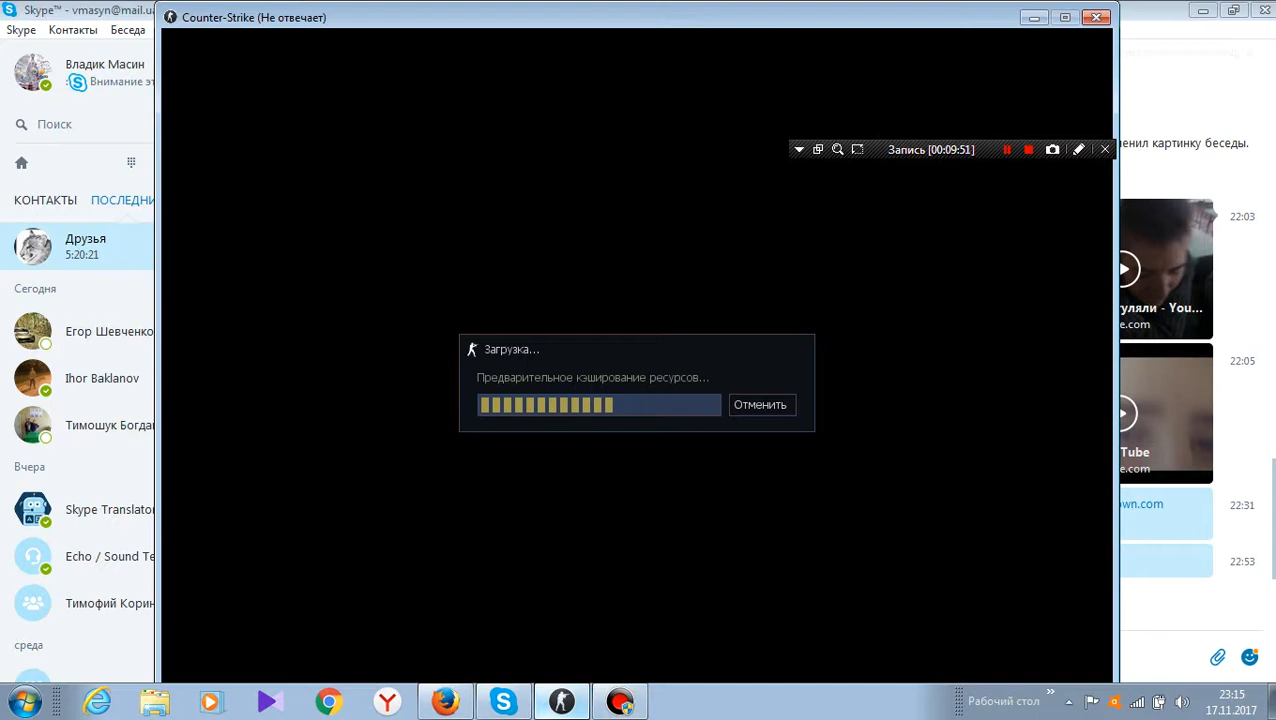 Skype™ - vmasyn@mail.ua
Skype Контакты Беседа
Владик Масин
Внимание эт
Поиск
КОНТАКТЫ ПОСЛЕДНИ
Друзья
5:20:21
Сегодня
Егор Шевченко
Ihor Baklanov
Тимошук Богда
Вчера
Skype Translator
Echo / Sound Te
Тимофий Корин
среда
Counter-Strike (Не отвечает)
Запись [00:09:51]
Загрузка...
Предварительное кэширование ресурсов...
Отменить
енил картинку беседы.
22:03
уляли - You...
e.com
22:05
Tube
e.com
wn.com
22:31
22:53
Рабочий стол
23:15
17.11.2017